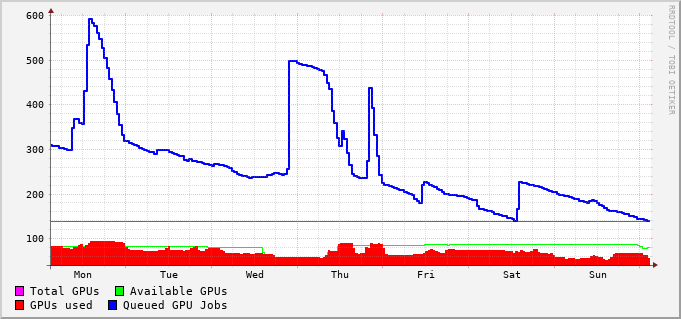 RRDTOOL / TOBI OETIKER
600
500
400
300
200
100
Mon Tue Wed Thu Fri Sat Sun
Total GPUs Available GPUs
GPUs used Queued GPU Jobs